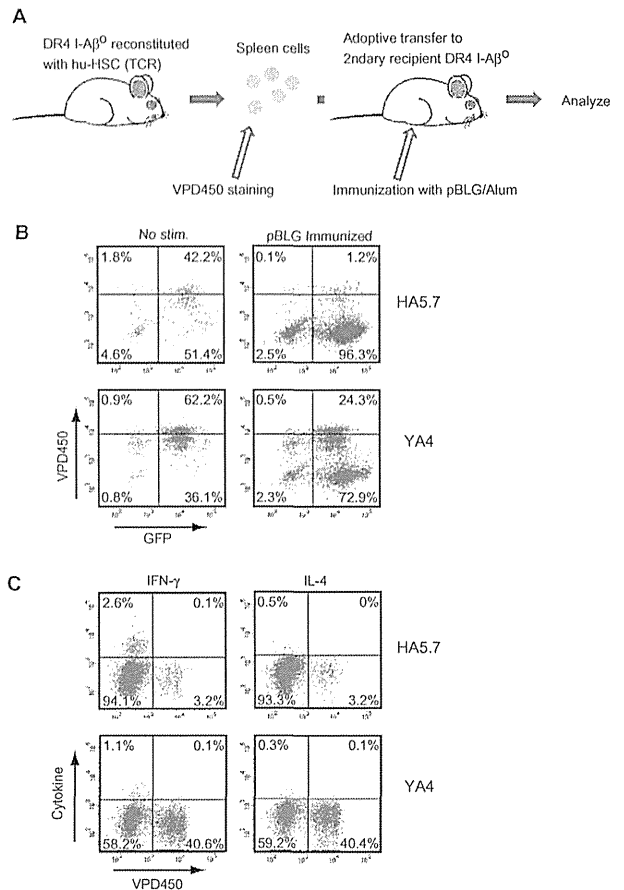 A
DR4 I-Aβ⁰ reconstituted
with hu-HSC (TCR)
Spleen cells
Adoptive transfer to
2ndary recipient DR4 I-Aβ⁰
Analyze
VPD450 staining
Immunization with pBLG/Alum
B
No stim.
pBLG Immunized
1.8% 42.2%
4.6% 51.4%
0.1% 1.2%
2.5% 96.3%
HA5.7
0.9% 62.2%
0.8% 36.1%
0.5% 24.3%
2.3% 72.9%
YA4
VPD450
GFP
C
IFN-γ
IL-4
2.6% 0.1%
94.1% 3.2%
0.5% 0%
93.3% 3.2%
HA5.7
1.1% 0.1%
58.2% 40.6%
0.3% 0.1%
59.2% 40.4%
YA4
Cytokine
VPD450